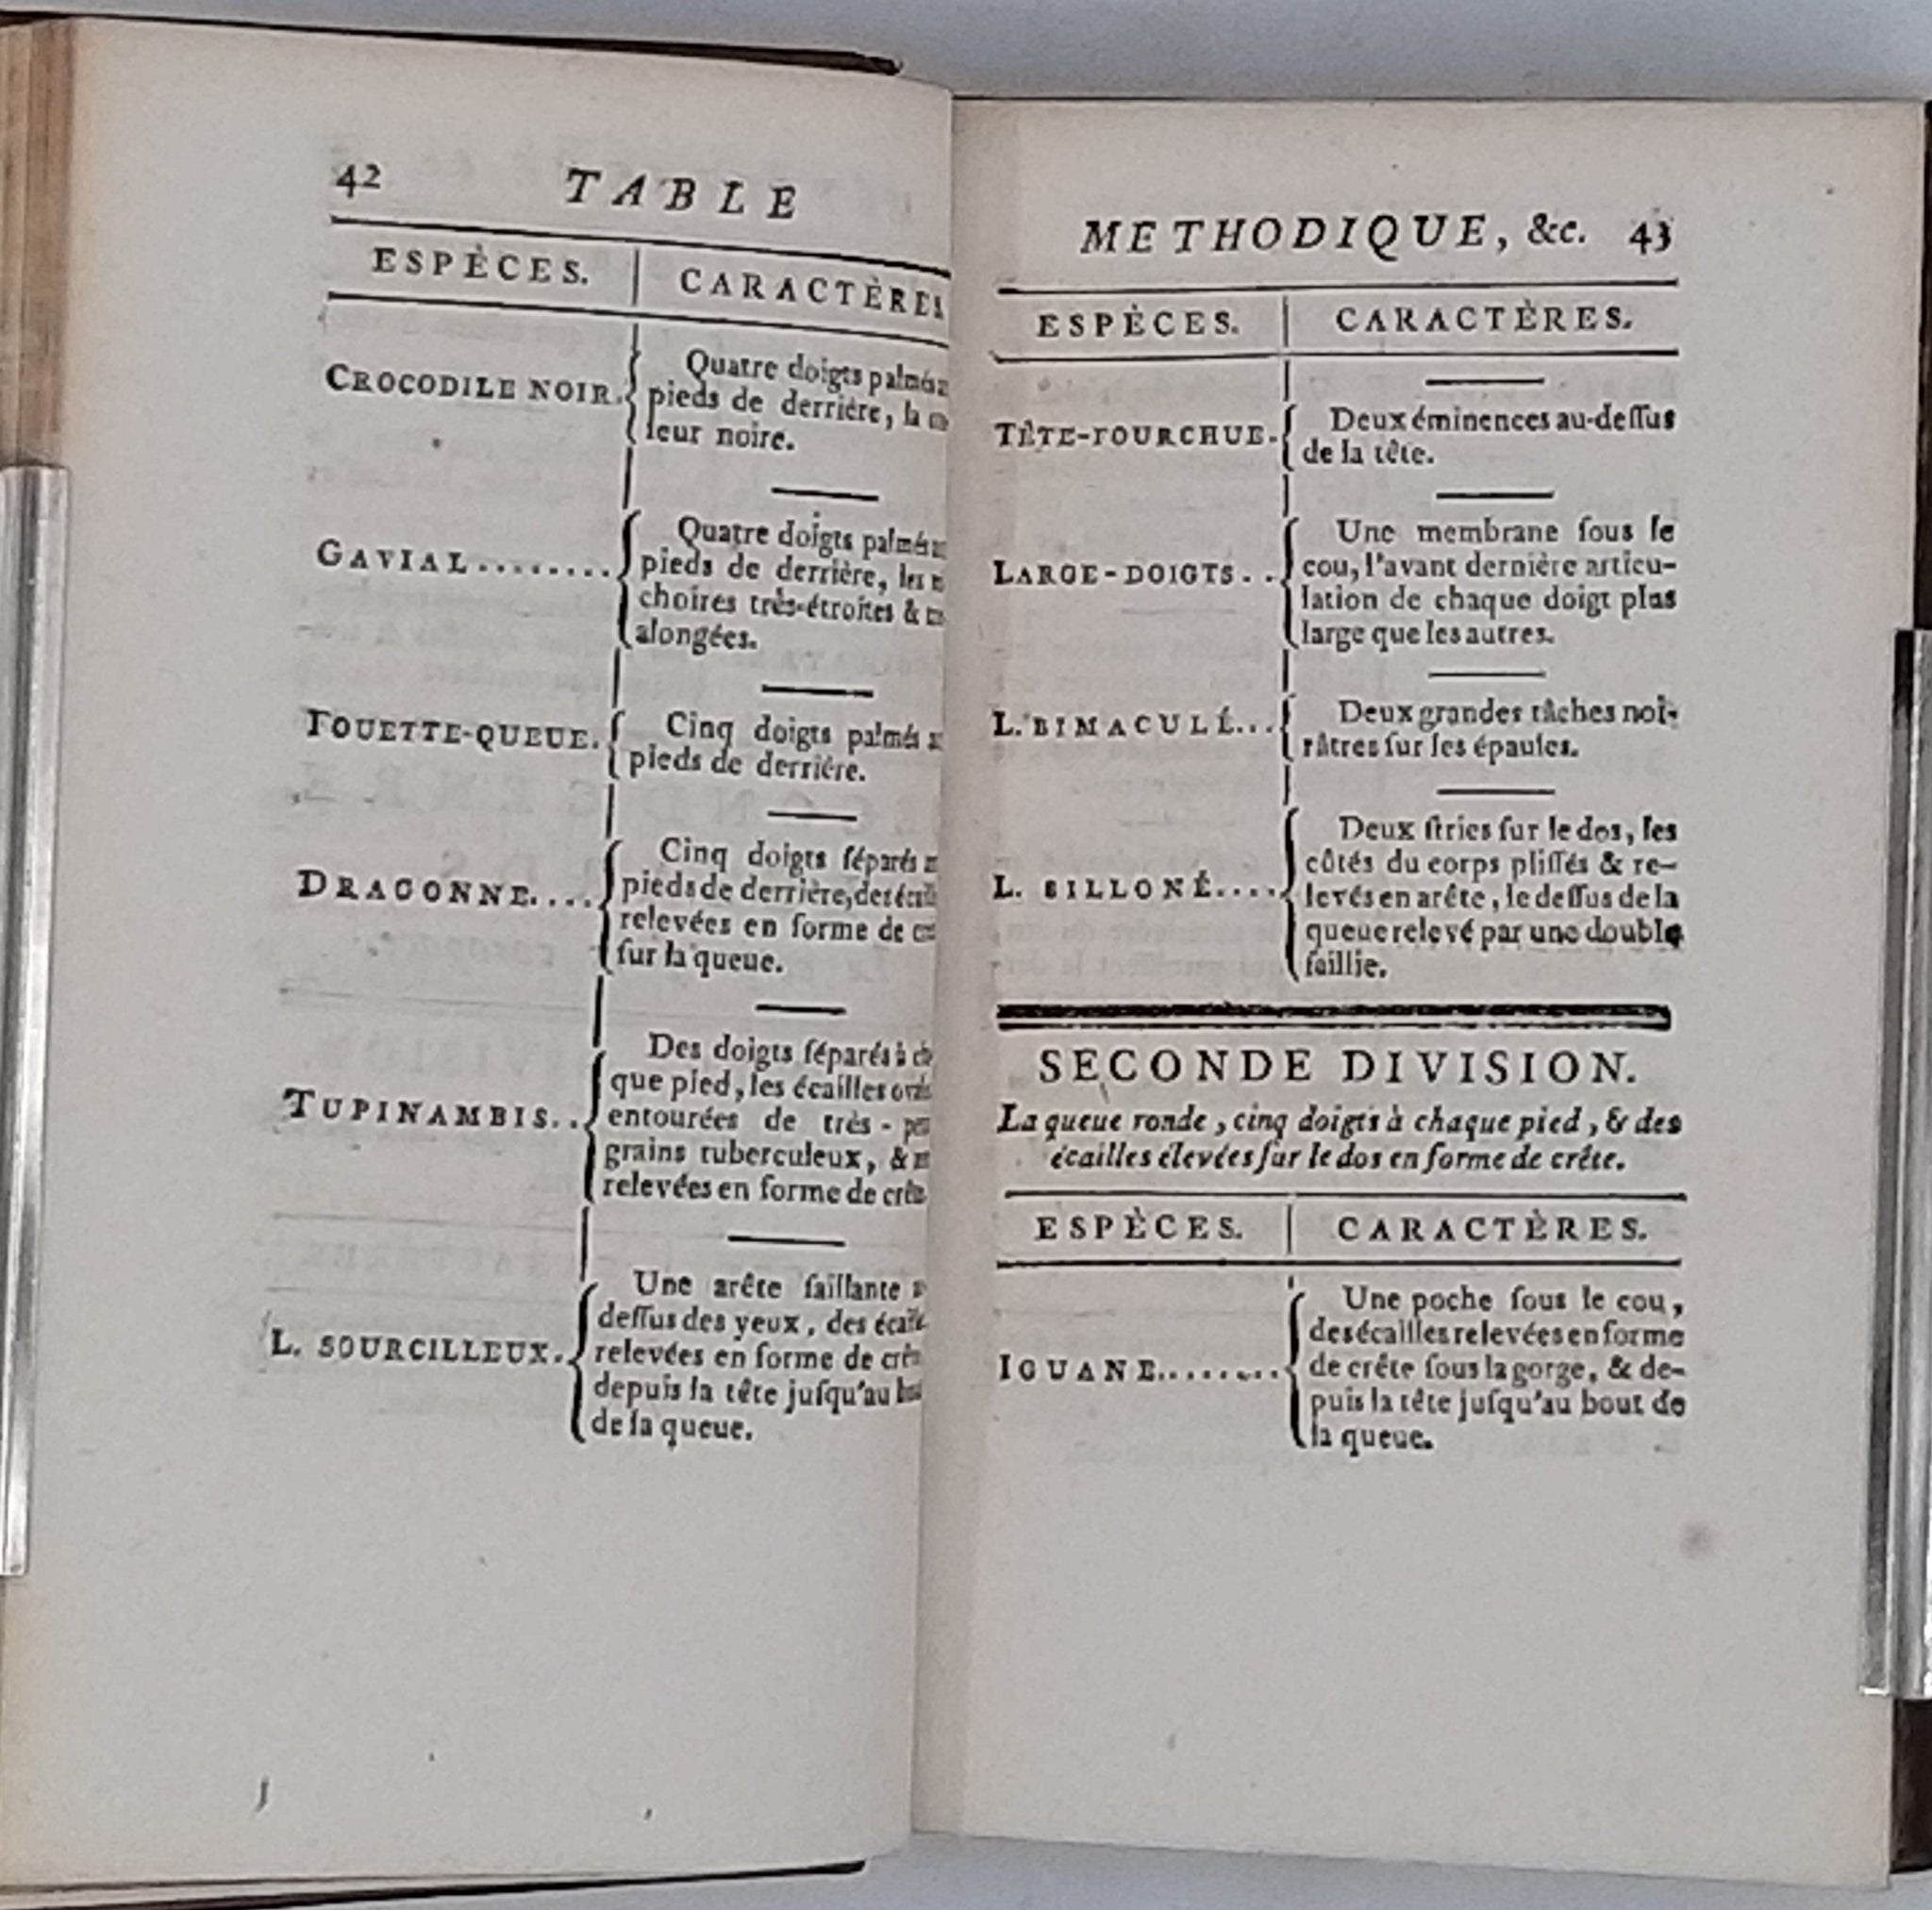 42 TABLE
ESPÈCES. CARACTÈRES
CROCODILE NOIR.
Quatre doigts palmés
pieds de derrière, la
leur noire.
GAVIAL........
Quatre doigts palmés
pieds de derrière, les
choires très-étroites &
alongées.
FOUETTE-QUEUE.
Cinq doigts palmés
pieds de derrière.
DRAGONNE....
Cinq doigts ſéparés
pieds de derrière, des
relevées en forme de
ſur la queue.
TUPINAMBIS..
Des doigts ſéparés à
que pied, les écailles
entourées de très-
grains tuberculeux, &
relevées en forme de
L. SOURCILLEUX.
Une arête ſaillante
deſſus des yeux, des
relevées en forme de
depuis la tête juſqu'au
de la queue.
METHODIQUE, &c. 43
ESPÈCES. CARACTÈRES.
TÊTE-FOURCHUE.
Deux éminences au-deſſus
de la tête.
LARGE-DOIGTS..
Une membrane ſous le
cou, l'avant dernière articu-
lation de chaque doigt plus
large que les autres.
L. BIMACULÉ...
Deux grandes tâches noi-
râtres ſur les épaules.
L. SILLONÉ....
Deux ſtries ſur le dos, les
côtés du corps pliſſés & re-
levés en arête, le deſſus de la
queue relevé par une double
ſaillie.
SECONDE DIVISION.
La queue ronde, cinq doigts à chaque pied, & des
écailles élevées ſur le dos en forme de crête.
ESPÈCES. CARACTÈRES.
IGUANE........
Une poche ſous le cou,
des écailles relevées en forme
de crête ſous la gorge, & de-
puis la tête juſqu'au bout de
la queue.